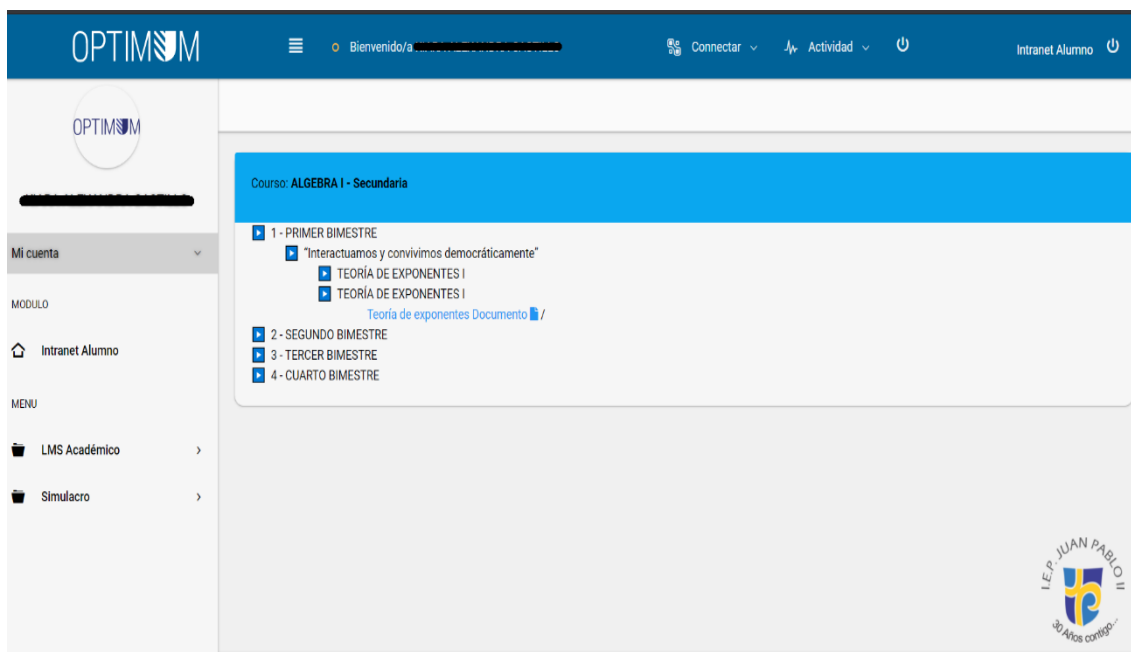 OPTIMUM
Bienvenido/a
Connectar
Actividad
Intranet Alumno
OPTIMUM
Mi cuenta
MODULO
Intranet Alumno
MENU
LMS Académico
Simulacro
Curso: ALGEBRA I - Secundaria
1 - PRIMER BIMESTRE
"Interactuamos y convivimos democráticamente"
TEORÍA DE EXPONENTES I
TEORÍA DE EXPONENTES I
Teoría de exponentes Documento /
2 - SEGUNDO BIMESTRE
3 - TERCER BIMESTRE
4 - CUARTO BIMESTRE
I.E.P. JUAN PABLO II
30 Años contigo...